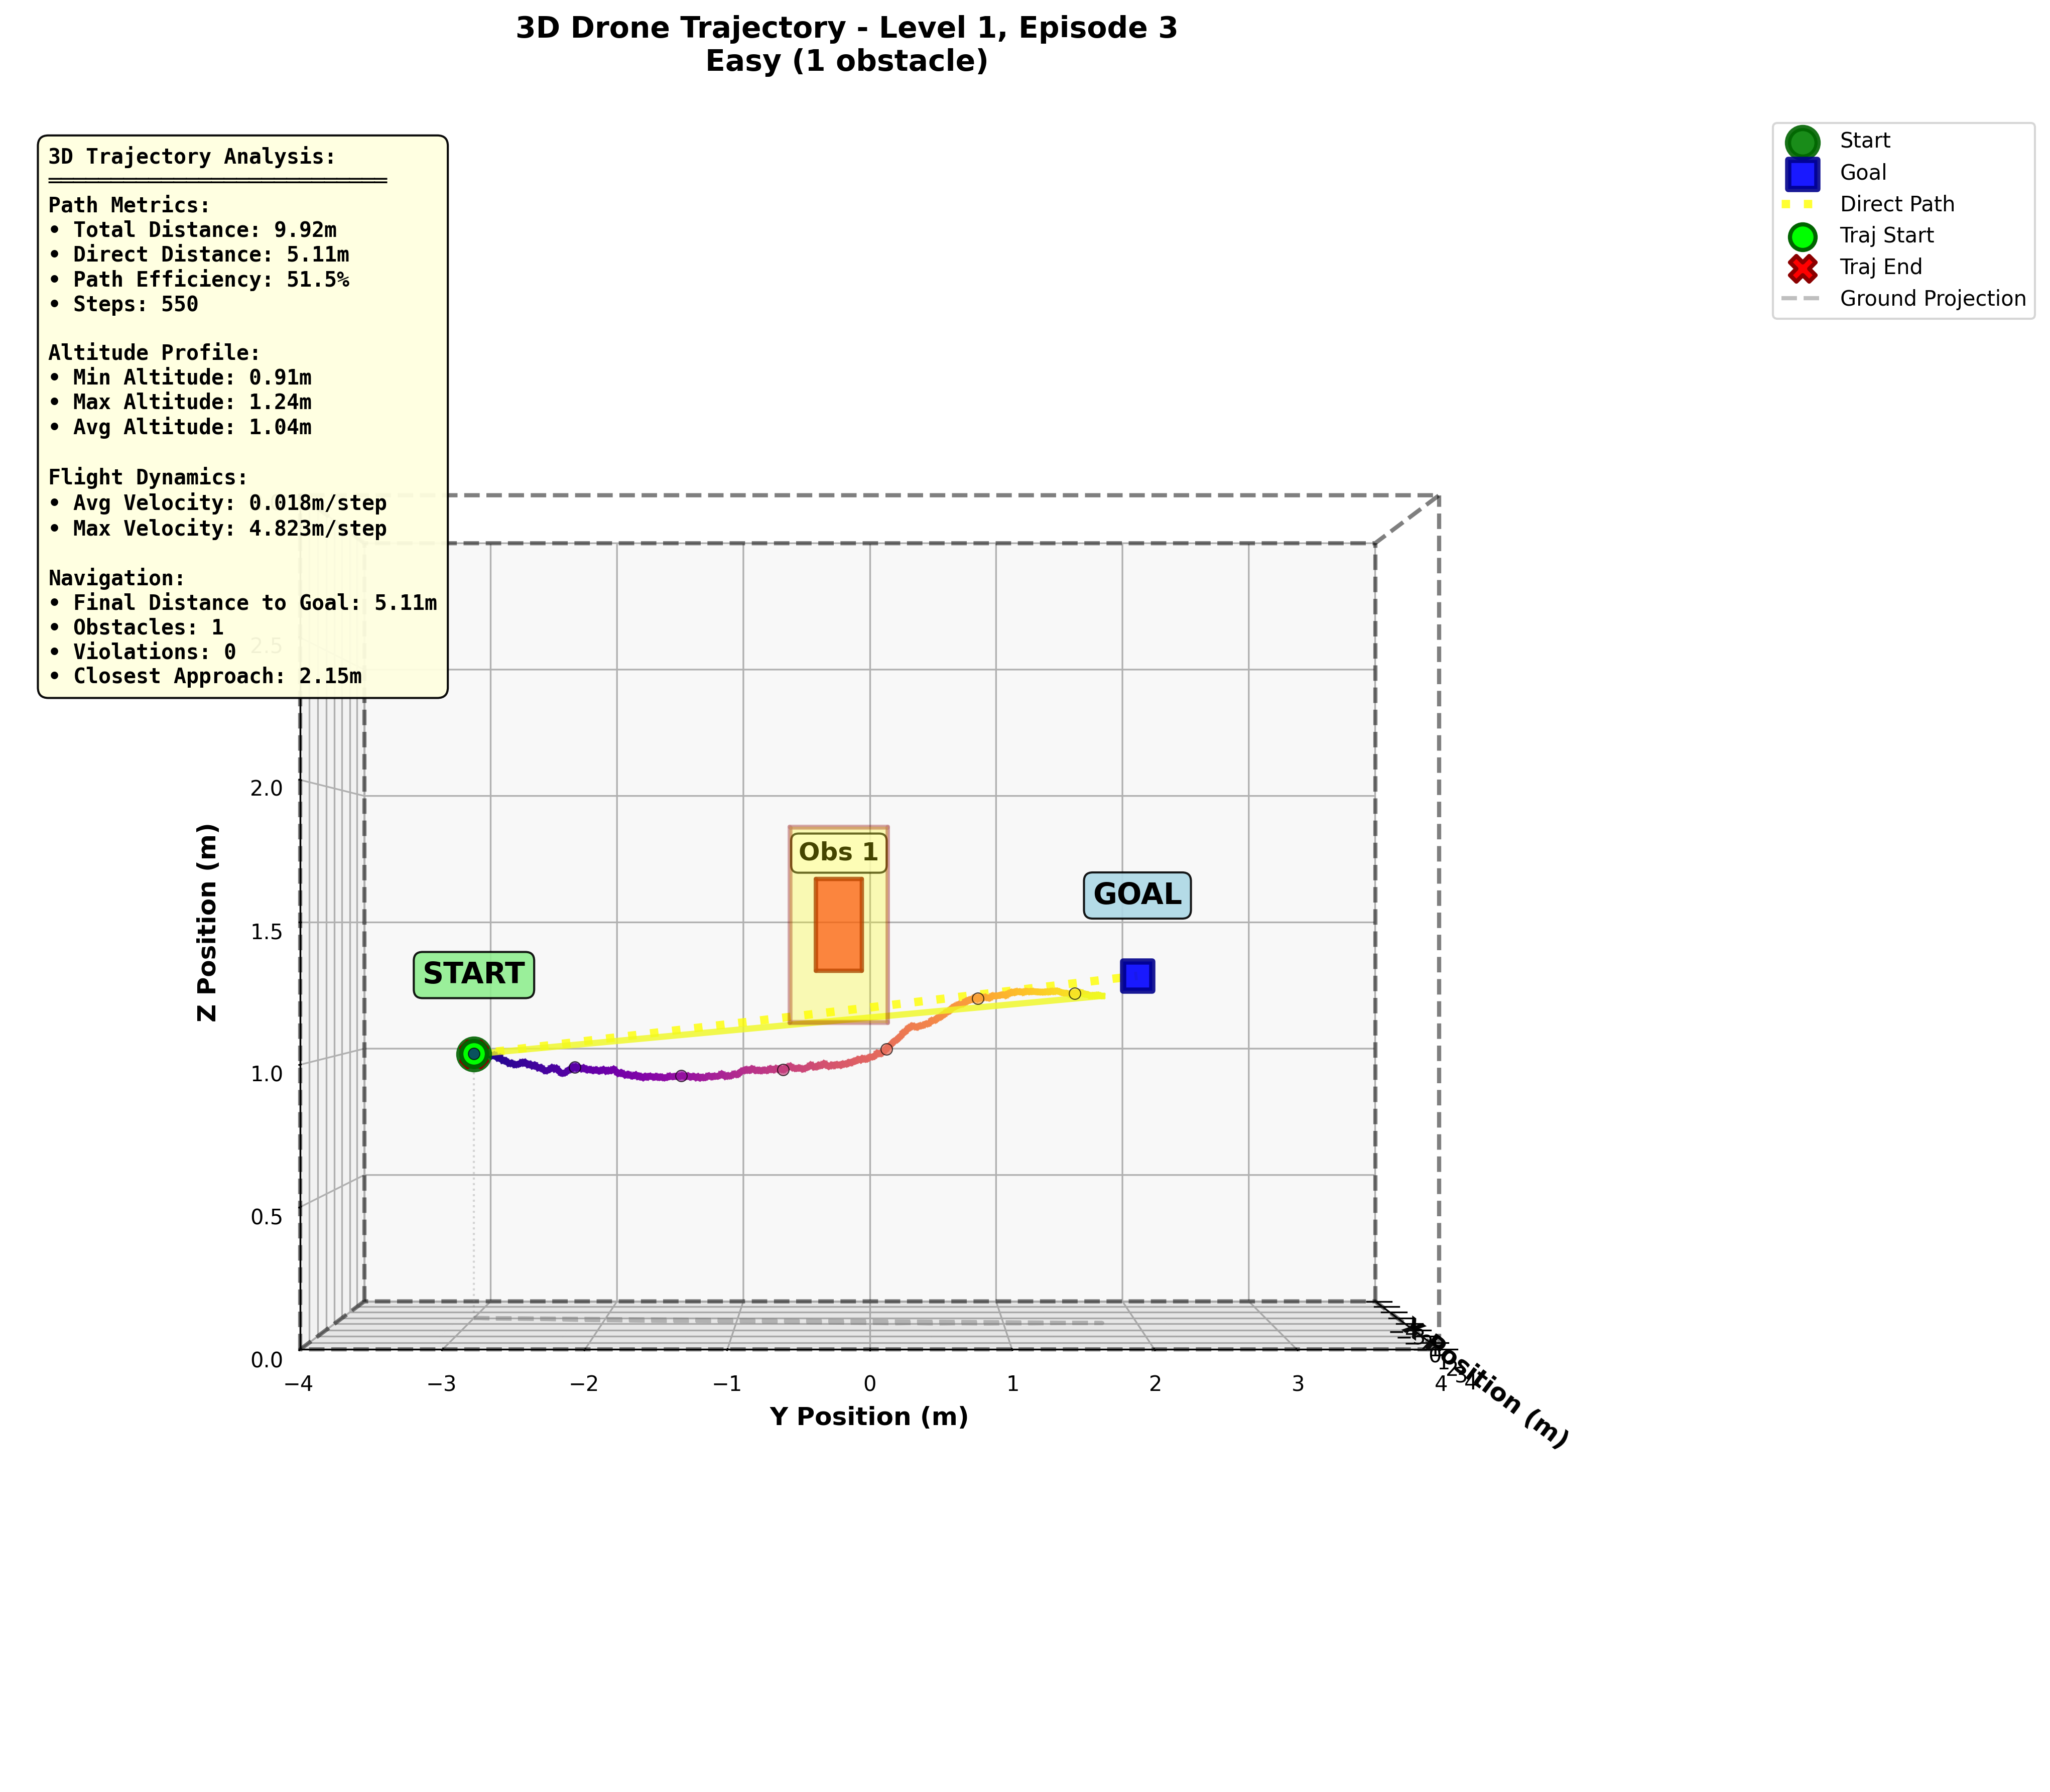 3D Drone Trajectory - Level 1, Episode 3
Easy (1 obstacle)
3D Trajectory Analysis:
Path Metrics:
• Total Distance: 9.92m
• Direct Distance: 5.11m
• Path Efficiency: 51.5%
• Steps: 550
Altitude Profile:
• Min Altitude: 0.91m
• Max Altitude: 1.24m
• Avg Altitude: 1.04m
Flight Dynamics:
• Avg Velocity: 0.018m/step
• Max Velocity: 4.823m/step
Navigation:
• Final Distance to Goal: 5.11m
• Obstacles: 1
• Violations: 0
• Closest Approach: 2.15m
Start
Goal
Direct Path
Traj Start
Traj End
Ground Projection
2.5
2.0
1.5
1.0
0.5
0.0
Z Position (m)
Obs 1
GOAL
START
−4
−3
−2
−1
0
1
2
3
4
Y Position (m)
X Position (m)